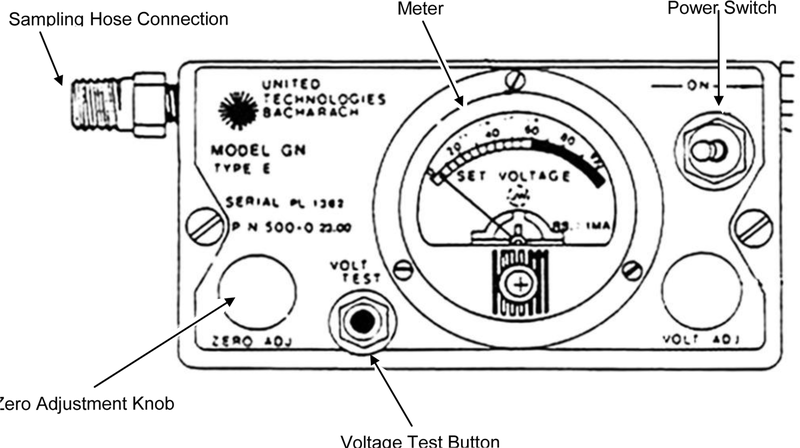 Sampling Hose Connection
Meter
Power Switch
UNITED
TECHNOLOGIES
BACHARACH
MODEL GN
TYPE E
SERIAL PL 1362
P N 500-0 23.00
ON
20 40 60 80
SET VOLTAGE
1MA
VOLT
TEST
ZERO ADJ
VOLT ADJ
Zero Adjustment Knob
Voltage Test Button